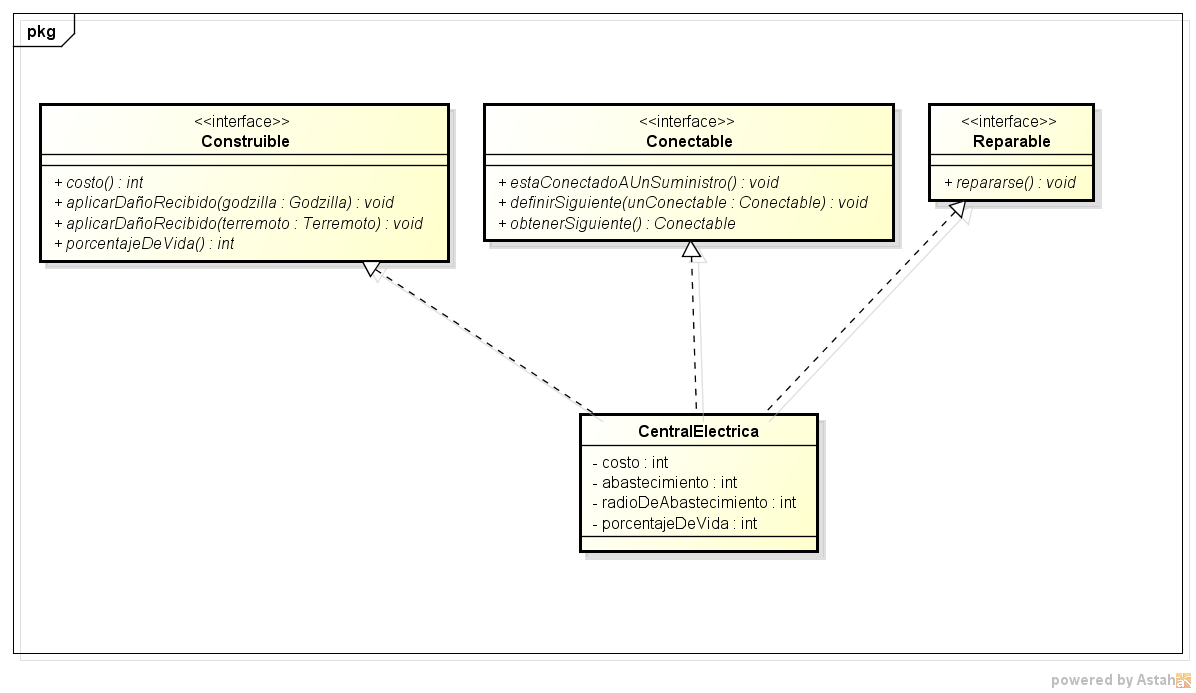 pkg
<<interface>>
Construible
+ costo() : int
+ aplicarDañoRecibido(godzilla : Godzilla) : void
+ aplicarDañoRecibido(terremoto : Terremoto) : void
+ porcentajeDeVida() : int
<<interface>>
Conectable
+ estaConectadoAUnSuministro() : void
+ definirSiguiente(unConectable : Conectable) : void
+ obtenerSiguiente() : Conectable
<<interface>>
Reparable
+ repararse() : void
CentralElectrica
- costo : int
- abastecimiento : int
- radioDeAbastecimiento : int
- porcentajeDeVida : int
powered by Astah